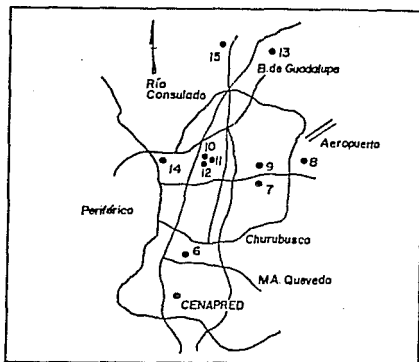 15
13
B. de Guadalupe
Río
Consulado
Aeropuerto
10
11
12
14
9
8
7
Periférico
Churubusco
6
M.A. Quevedo
CENAPRED